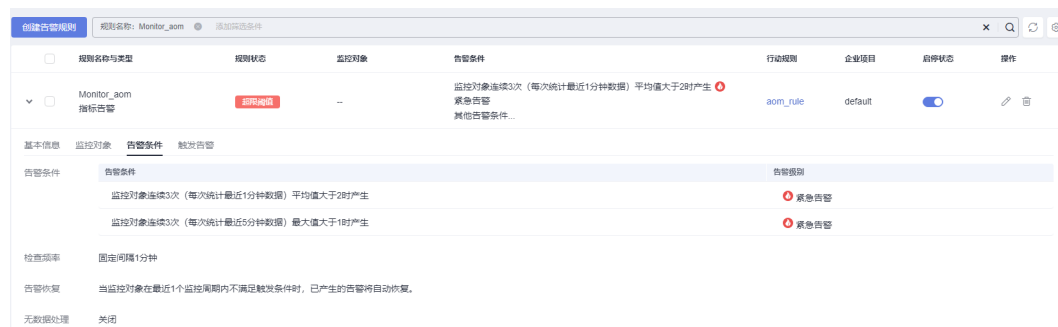 创建告警规则 规则名称：Monitor_aom 添加筛选条件
规则名称与类型 规则状态 监控对象 告警条件 行动规则 企业项目 启停状态 操作
监控对象连续3次（每次统计最近1分钟数据）平均值大于2时产生
Monitor_aom 超限阈值 -- 紧急告警 aom_rule default
指标告警
其他告警条件...
基本信息 监控对象 告警条件 触发告警
告警条件 告警条件 告警级别
监控对象连续3次（每次统计最近1分钟数据）平均值大于2时产生 紧急告警
监控对象连续3次（每次统计最近5分钟数据）最大值大于1时产生 紧急告警
检查频率 固定间隔1分钟
告警恢复 当监控对象在最近1个监控周期内不满足触发条件时，已产生的告警将自动恢复。
无数据处理 关闭